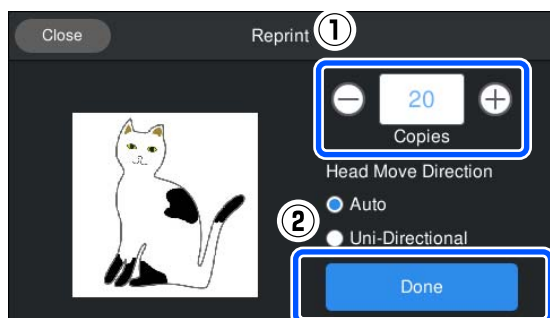 Close
Reprint
1
20
Copies
Head Move Direction
Auto
2
Uni-Directional
Done